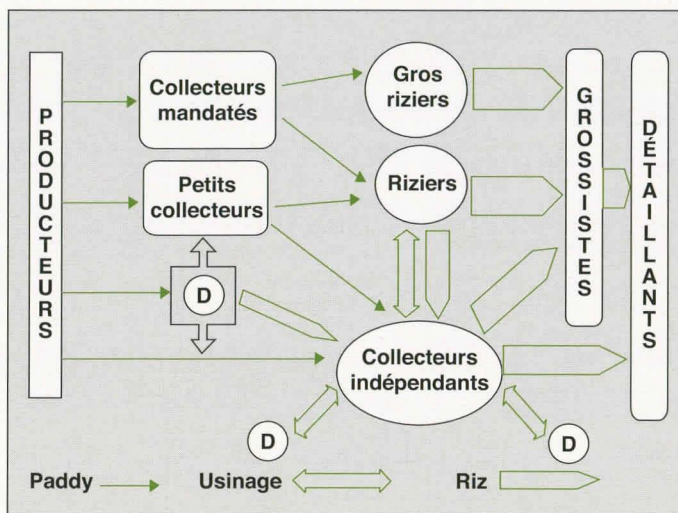 PRODUCTEURS
Collecteurs
mandatés
Gros
riziers
GROSSISTES
DÉTAILLANTS
Petits
collecteurs
Riziers
D
Collecteurs
indépendants
D
D
Paddy
Usinage
Riz